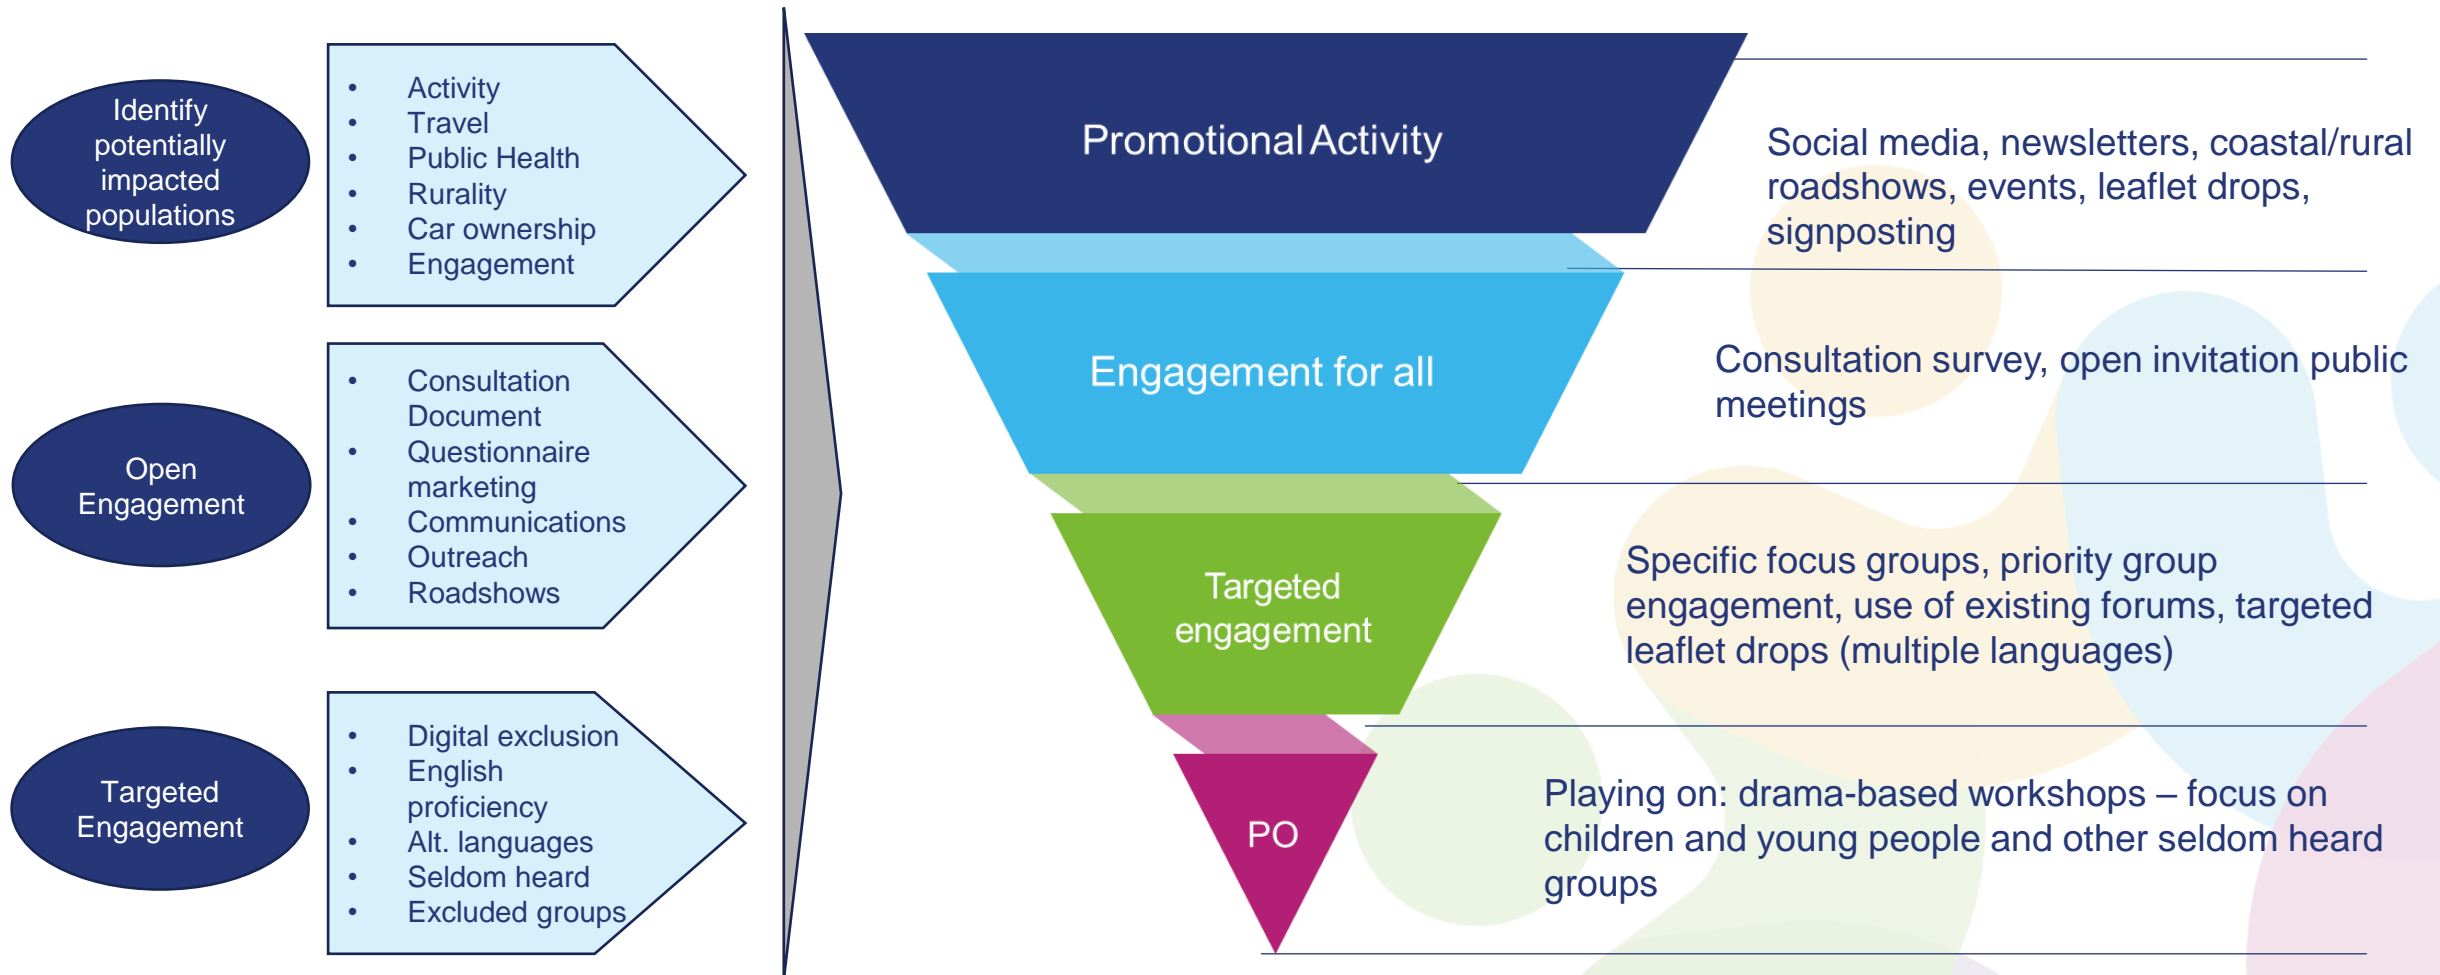 Identify
potentially
impacted
populations
• Activity
• Travel
• Public Health
• Rurality
• Car ownership
• Engagement
Open
Engagement
• Consultation
Document
• Questionnaire
marketing
• Communications
• Outreach
• Roadshows
Targeted
Engagement
• Digital exclusion
• English
proficiency
• Alt. languages
• Seldom heard
• Excluded groups
Promotional Activity
Social media, newsletters, coastal/rural
roadshows, events, leaflet drops,
signposting
Engagement for all
Consultation survey, open invitation public
meetings
Targeted
engagement
Specific focus groups, priority group
engagement, use of existing forums, targeted
leaflet drops (multiple languages)
PO
Playing on: drama-based workshops – focus on
children and young people and other seldom heard
groups